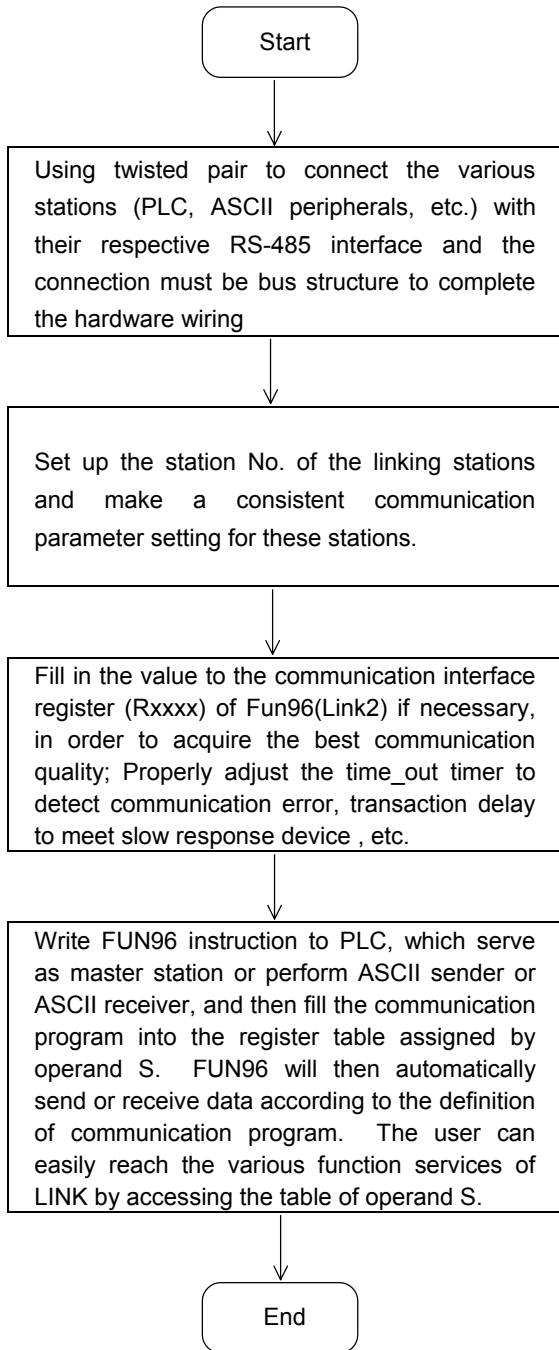 Start
Using twisted pair to connect the various
stations (PLC, ASCII peripherals, etc.) with
their respective RS-485 interface and the
connection must be bus structure to complete
the hardware wiring
Set up the station No. of the linking stations
and make a consistent communication
parameter setting for these stations.
Fill in the value to the communication interface
register (Rxxxx) of Fun96(Link2) if necessary,
in order to acquire the best communication
quality; Properly adjust the time_out timer to
detect communication error, transaction delay
to meet slow response device , etc.
Write FUN96 instruction to PLC, which serve
as master station or perform ASCII sender or
ASCII receiver, and then fill the communication
program into the register table assigned by
operand S. FUN96 will then automatically
send or receive data according to the definition
of communication program. The user can
easily reach the various function services of
LINK by accessing the table of operand S.
End